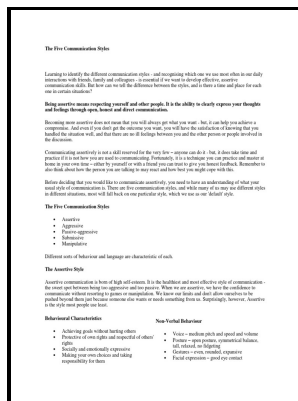 The Five Communication Styles
Learning to identify the different communication styles - and recognising which one we use most often in our daily
interactions with friends, family and colleagues - is essential if we want to develop effective, assertive
communication skills. But how can we tell the difference between the styles, and is there a time and place for each
one in certain situations?
Being assertive means respecting yourself and other people. It is the ability to clearly express your thoughts
and feelings through open, honest and direct communication.
Becoming more assertive does not mean that you will always get what you want - but, it can help you achieve a
compromise. And even if you don't get the outcome you want, you will have the satisfaction of knowing that you
handled the situation well, and that there are no ill feelings between you and the other person or people involved in
the discussion.
Communicating assertively is not a skill reserved for the very few – anyone can do it - but, it does take time and
practice if it is not how you are used to communicating. Fortunately, it is a technique you can practice and master at
home in your own time – either by yourself or with a friend you can trust to give you honest feedback. Remember to
also think about how the person you are talking to may react and how best you might cope with this.
Before deciding that you would like to communicate assertively, you need to have an understanding of what your
usual style of communication is. There are five communication styles, and while many of us may use different styles
in different situations, most will fall back on one particular style, which we use as our 'default' style.
The Five Communication Styles
• Assertive
• Aggressive
• Passive-aggressive
• Submissive
• Manipulative
Different sorts of behaviour and language are characteristic of each.
The Assertive Style
Assertive communication is born of high self-esteem. It is the healthiest and most effective style of communication -
the sweet spot between being too aggressive and too passive. When we are assertive, we have the confidence to
communicate without resorting to games or manipulation. We know our limits and don't allow ourselves to be
pushed beyond them just because someone else wants or needs something from us. Surprisingly, however, Assertive
is the style most people use least.
Behavioural Characteristics
• Achieving goals without hurting others
• Protective of own rights and respectful of others'
rights
• Socially and emotionally expressive
• Making your own choices and taking
responsibility for them
Non-Verbal Behaviour
• Voice – medium pitch and speed and volume
• Posture – open posture, symmetrical balance,
tall, relaxed, no fidgeting
• Gestures – even, rounded, expansive
• Facial expression – good eye contact